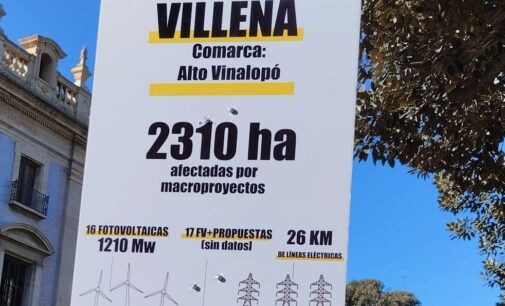 VILLENA
Comarca:
Alto Vinalopó
2310 ha
afectadas por
macroproyectos
16 FOTOVOLTAICAS
1210 Mw
17 FV+PROPUESTAS
[sin datos]
26 KM
DE LÍNEAS ELÉCTRICAS